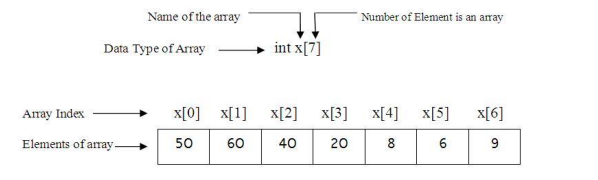 Name of the array Number of Element is an array
Data Type of Array int x[7]
Array Index x[0] x[1] x[2] x[3] x[4] x[5] x[6]
Elements of array 50 60 40 20 8 6 9